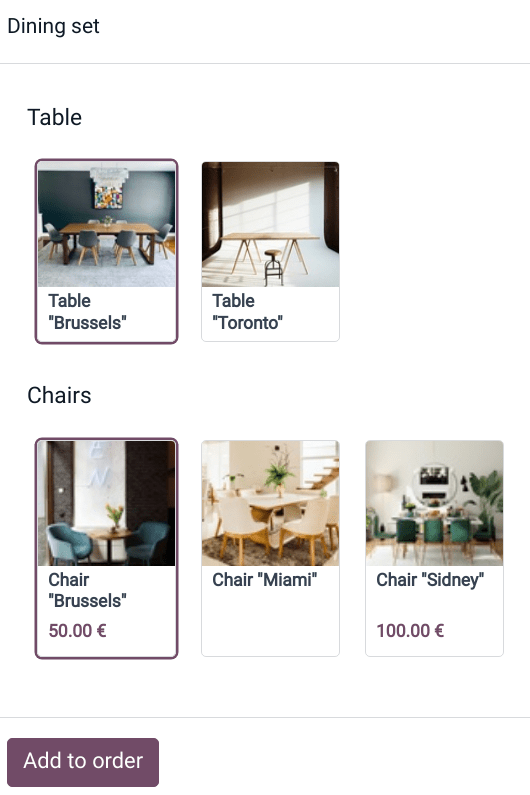 Dining set
Table
Table
"Brussels"
Table
"Toronto"
Chairs
Chair
"Brussels"
50.00 €
Chair "Miami"
Chair "Sidney"
100.00 €
Add to order